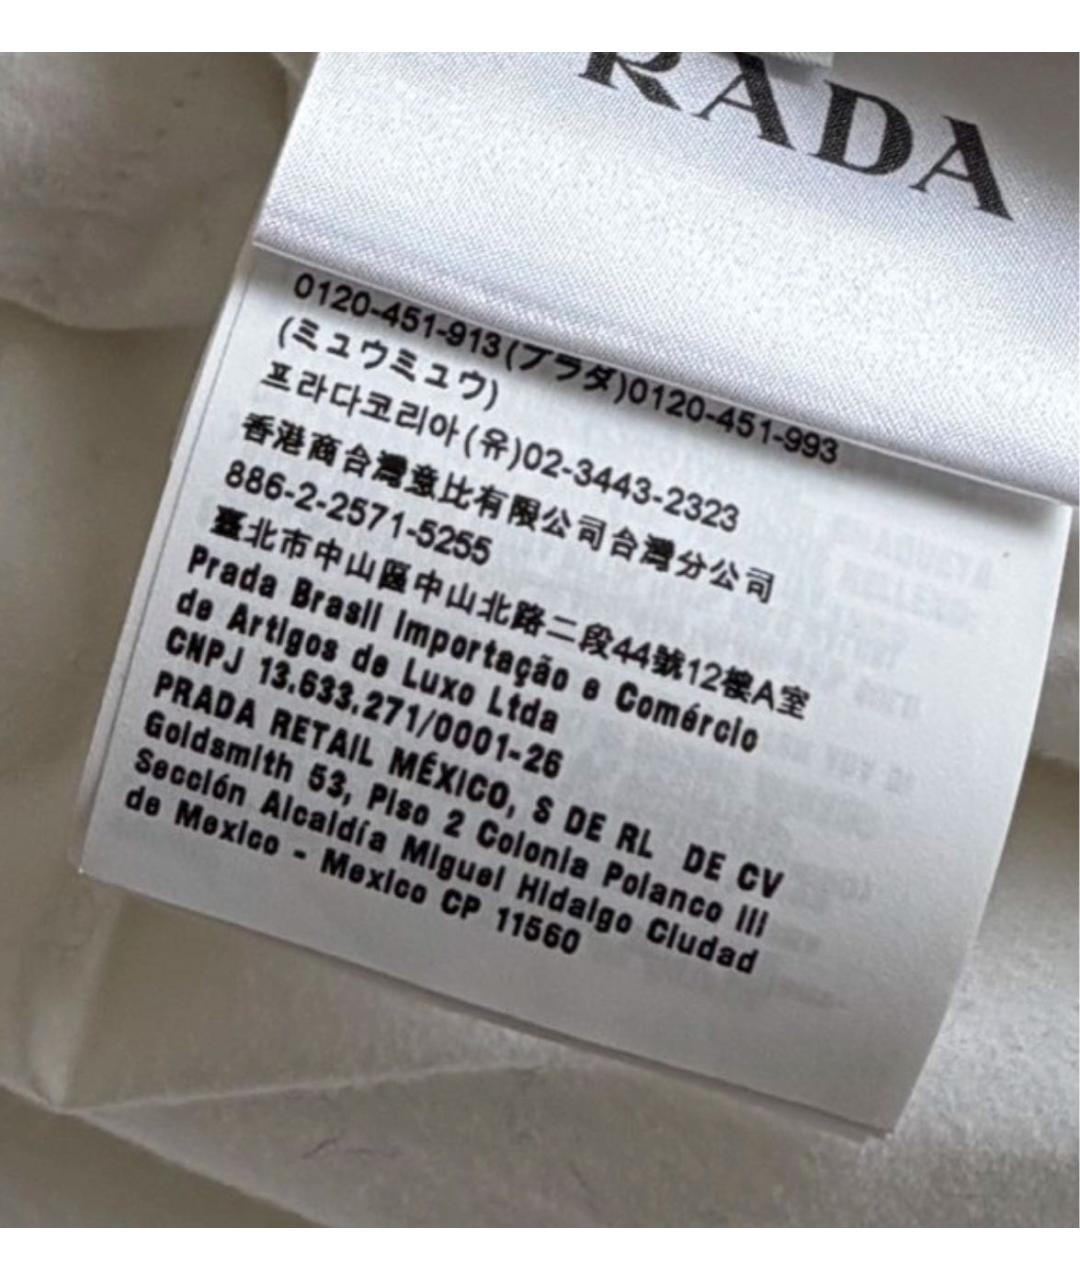 RADA
0120-451-913(プラダ)0120-451-993
(ミュウミュウ)
프라다코리아(유)02-3443-2323
香港商台灣意比有限公司台灣分公司
886-2-2571-5255
臺北市中山區中山北路二段44號12樓A室
Prada Brasil Importação e Comércio
de Artigos de Luxo Ltda
CNPJ 13.633.271/0001-26
PRADA RETAIL MÉXICO, S DE RL DE CV
Goldsmith 53, Piso 2 Colonia Polanco III
Sección Alcaldía Miguel Hidalgo Ciudad
de Mexico - Mexico CP 11560